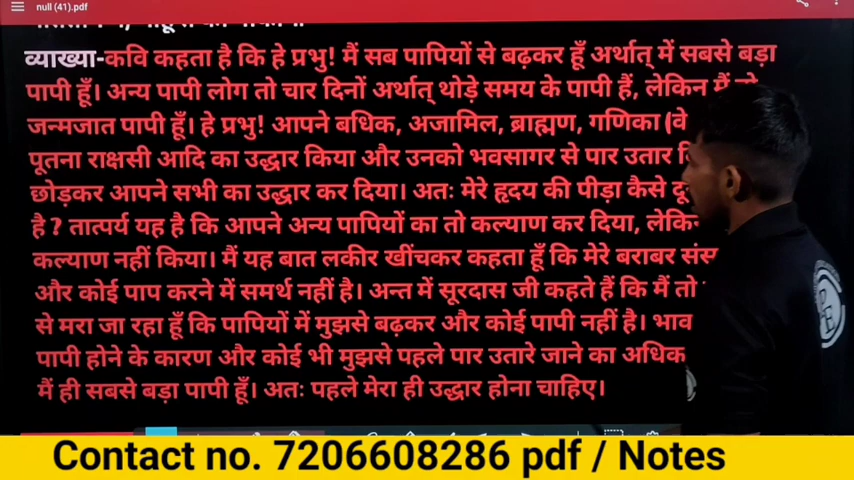 null (41).pdf
व्याख्या-कवि कहता है कि हे प्रभु! मैं सब पापियों से बढ़कर हूँ अर्थात् में सबसे बड़ा
पापी हूँ। अन्य पापी लोग तो चार दिनों अर्थात् थोड़े समय के पापी हैं, लेकिन मैं तो
जन्मजात पापी हूँ। हे प्रभु! आपने बधिक, अजामिल, ब्राह्मण, गणिका (वे
पूतना राक्षसी आदि का उद्धार किया और उनको भवसागर से पार उतार
छोड़कर आपने सभी का उद्धार कर दिया। अतः मेरे हृदय की पीड़ा कैसे
है ? तात्पर्य यह है कि आपने अन्य पापियों का तो कल्याण कर दिया,
कल्याण नहीं किया। मैं यह बात लकीर खींचकर कहता हूँ कि मेरे बराबर
और कोई पाप करने में समर्थ नहीं है। अन्त में सूरदास जी कहते हैं कि मैं तो
से मरा जा रहा हूँ कि पापियों में मुझसे बढ़कर और कोई पापी नहीं है। भाव
पापी होने के कारण और कोई भी मुझसे पहले पार उतारे जाने का
मैं ही सबसे बड़ा पापी हूँ। अतः पहले मेरा ही उद्धार होना चाहिए।
Contact no. 7206608286 pdf / Notes